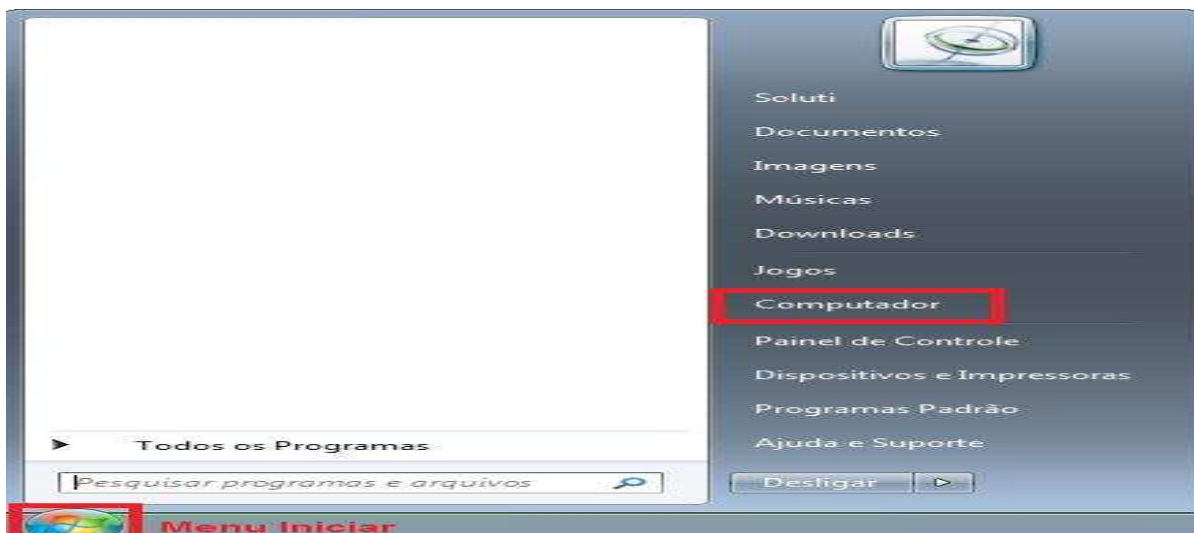 Soluti
Documentos
Imagens
Músicas
Downloads
Jogos
Computador
Painel de Controle
Dispositivos e Impressoras
Programas Padrão
Ajuda e Suporte
Todos os Programas
Pesquisar programas e arquivos
Desligar
Menu Iniciar